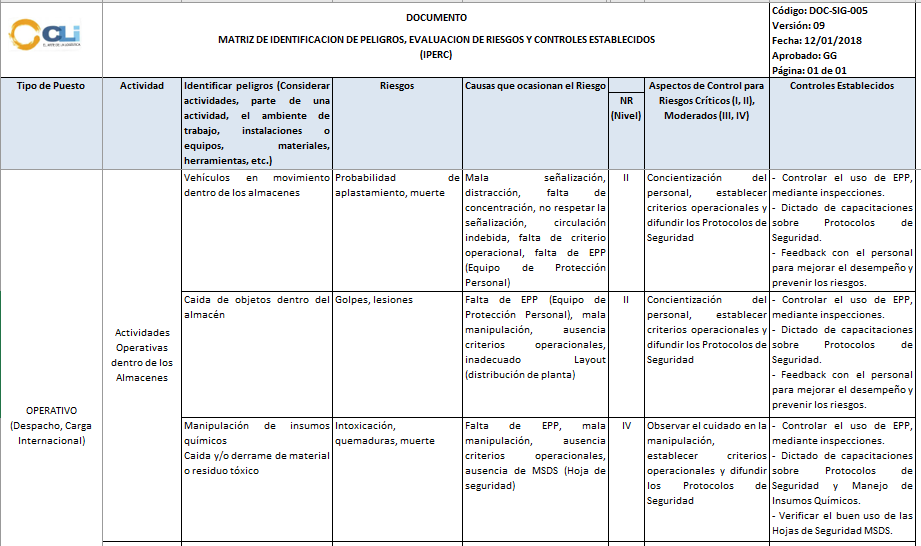 CLi
EL ARTE DE LA LOGISTICA
DOCUMENTO
MATRIZ DE IDENTIFICACION DE PELIGROS, EVALUACION DE RIESGOS Y CONTROLES ESTABLECIDOS
(IPERC)
Código: DOC-SIG-005
Versión: 09
Fecha: 12/01/2018
Aprobado: GG
Página: 01 de 01
Tipo de Puesto
Actividad
Identificar peligros (Considerar
actividades, parte de una
actividad, el ambiente de
trabajo, instalaciones o
equipos, materiales,
herramientas, etc.)
Riesgos
Causas que ocasionan el Riesgo
NR
(Nivel)
Aspectos de Control para
Riesgos Críticos (I, II),
Moderados (III, IV)
Controles Establecidos
OPERATIVO
(Despacho, Carga
Internacional)
Actividades
Operativas
dentro de los
Almacenes
Vehículos en movimiento
dentro de los almacenes
Probabilidad de
aplastamiento, muerte
Mala señalización,
distracción, falta de
concentración, no respetar la
señalización, circulación
indebida, falta de criterio
operacional, falta de EPP
(Equipo de Protección
Personal)
II
Concientización del
personal, establecer
criterios operacionales y
difundir los Protocolos de
Seguridad
- Controlar el uso de EPP,
mediante inspecciones.
- Dictado de capacitaciones
sobre Protocolos de
Seguridad.
- Feedback con el personal
para mejorar el desempeño y
prevenir los riesgos.
Caida de objetos dentro del
almacén
Golpes, lesiones
Falta de EPP (Equipo de
Protección Personal), mala
manipulación, ausencia
criterios operacionales,
inadecuado Layout
(distribución de planta)
II
Concientización del
personal, establecer
criterios operacionales y
difundir los Protocolos de
Seguridad
- Controlar el uso de EPP,
mediante inspecciones.
- Dictado de capacitaciones
sobre Protocolos de
Seguridad.
- Feedback con el personal
para mejorar el desempeño y
prevenir los riesgos.
Manipulación de insumos
químicos
Caida y/o derrame de material
o residuo tóxico
Intoxicación,
quemaduras, muerte
Falta de EPP, mala
manipulación, ausencia
criterios operacionales,
ausencia de MSDS (Hoja de
seguridad)
IV
Observar el cuidado en la
manipulación,
establecer criterios
operacionales y difundir
los Protocolos de
Seguridad
- Controlar el uso de EPP,
mediante inspecciones.
- Dictado de capacitaciones
sobre Protocolos de
Seguridad y Manejo de
Insumos Químicos.
- Verificar el buen uso de las
Hojas de Seguridad MSDS.